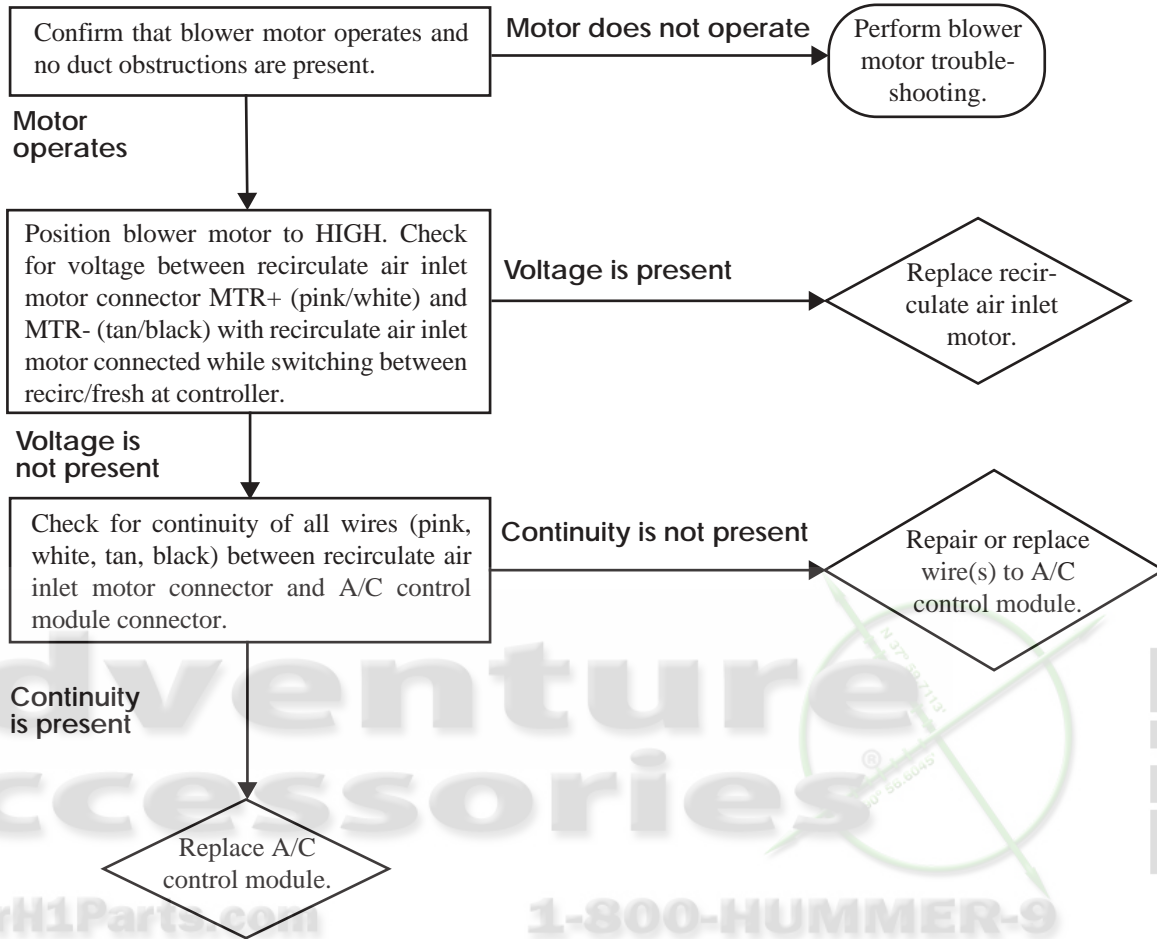 Confirm that blower motor operates and
no duct obstructions are present.
Motor does not operate
Perform blower
motor trouble-
shooting.
Motor
operates
Position blower motor to HIGH. Check
for voltage between recirculate air inlet
motor connector MTR+ (pink/white) and
MTR- (tan/black) with recirculate air inlet
motor connected while switching between
recirc/fresh at controller.
Voltage is present
Replace recir-
culate air inlet
motor.
Voltage is
not present
Check for continuity of all wires (pink,
white, tan, black) between recirculate air
inlet motor connector and A/C control
module connector.
Continuity is not present
Repair or replace
wire(s) to A/C
control module.
Continuity
is present
Replace A/C
control module.
dventure
ccessories
®
rH1Parts.com
1-800-HUMMER-9